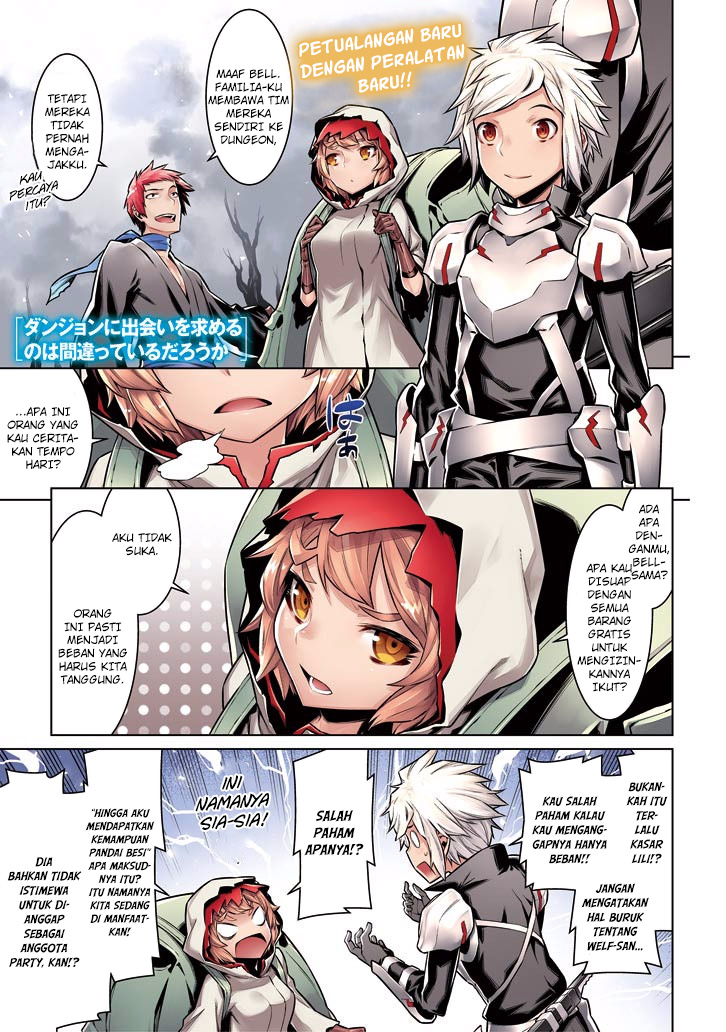 PETUALANGAN BARU
DENGAN PERALATAN
BARU!!
MAAF BELL.
FAMILIA-KU
MEMBAWA TIM
MEREKA
SENDIRI KE
DUNGEON,
TETAPI
MEREKA
TIDAK
PERNAH
MENGA-
JAKKU.
KAU
PERCAYA
ITU?
ダンジョンに出会いを求める
のは間違っているだろうか
はぁ
...APA INI
ORANG YANG
KAU CERITA-
KAN TEMPO
HARI?
ADA
APA
DE-
NGANMU,
BELL-
SAMA?
APA KAU
DISUAP
DENGAN
SEMUA
BARANG
GRATIS
UNTUK
MENGIZIN-
KANNYA
IKUT?
AKU TIDAK
SUKA.
ORANG
INI PASTI
MENJADI
BEBAN YANG
HARUS KITA
TANGGUNG.
BUKAN-
KAH ITU
TER-
LALU
KASAR
LILI!?
KAU SALAH
PAHAM KALAU
KAU MENGANG-
GAPNYA HANYA
BEBAN!!
JANGAN
MENGATAKAN
HAL BURUK
TENTANG
WELF-SAN...
SALAH
PAHAM
APANYA!?
INI
NAMANYA
SIA-SIA!
"HINGGA AKU
MENDAPATKAN
KEMAMPUAN
PANDAI BESI"
APA MAKSUD-
NYA ITU?
ITU NAMANYA
KITA SEDANG
DI MANFAAT-
KAN!
DIA
BAHKAN TIDAK
ISTIMEWA
UNTUK DI-
ANGGAP
SEBAGAI
ANGGOTA
PARTY, KAN!?